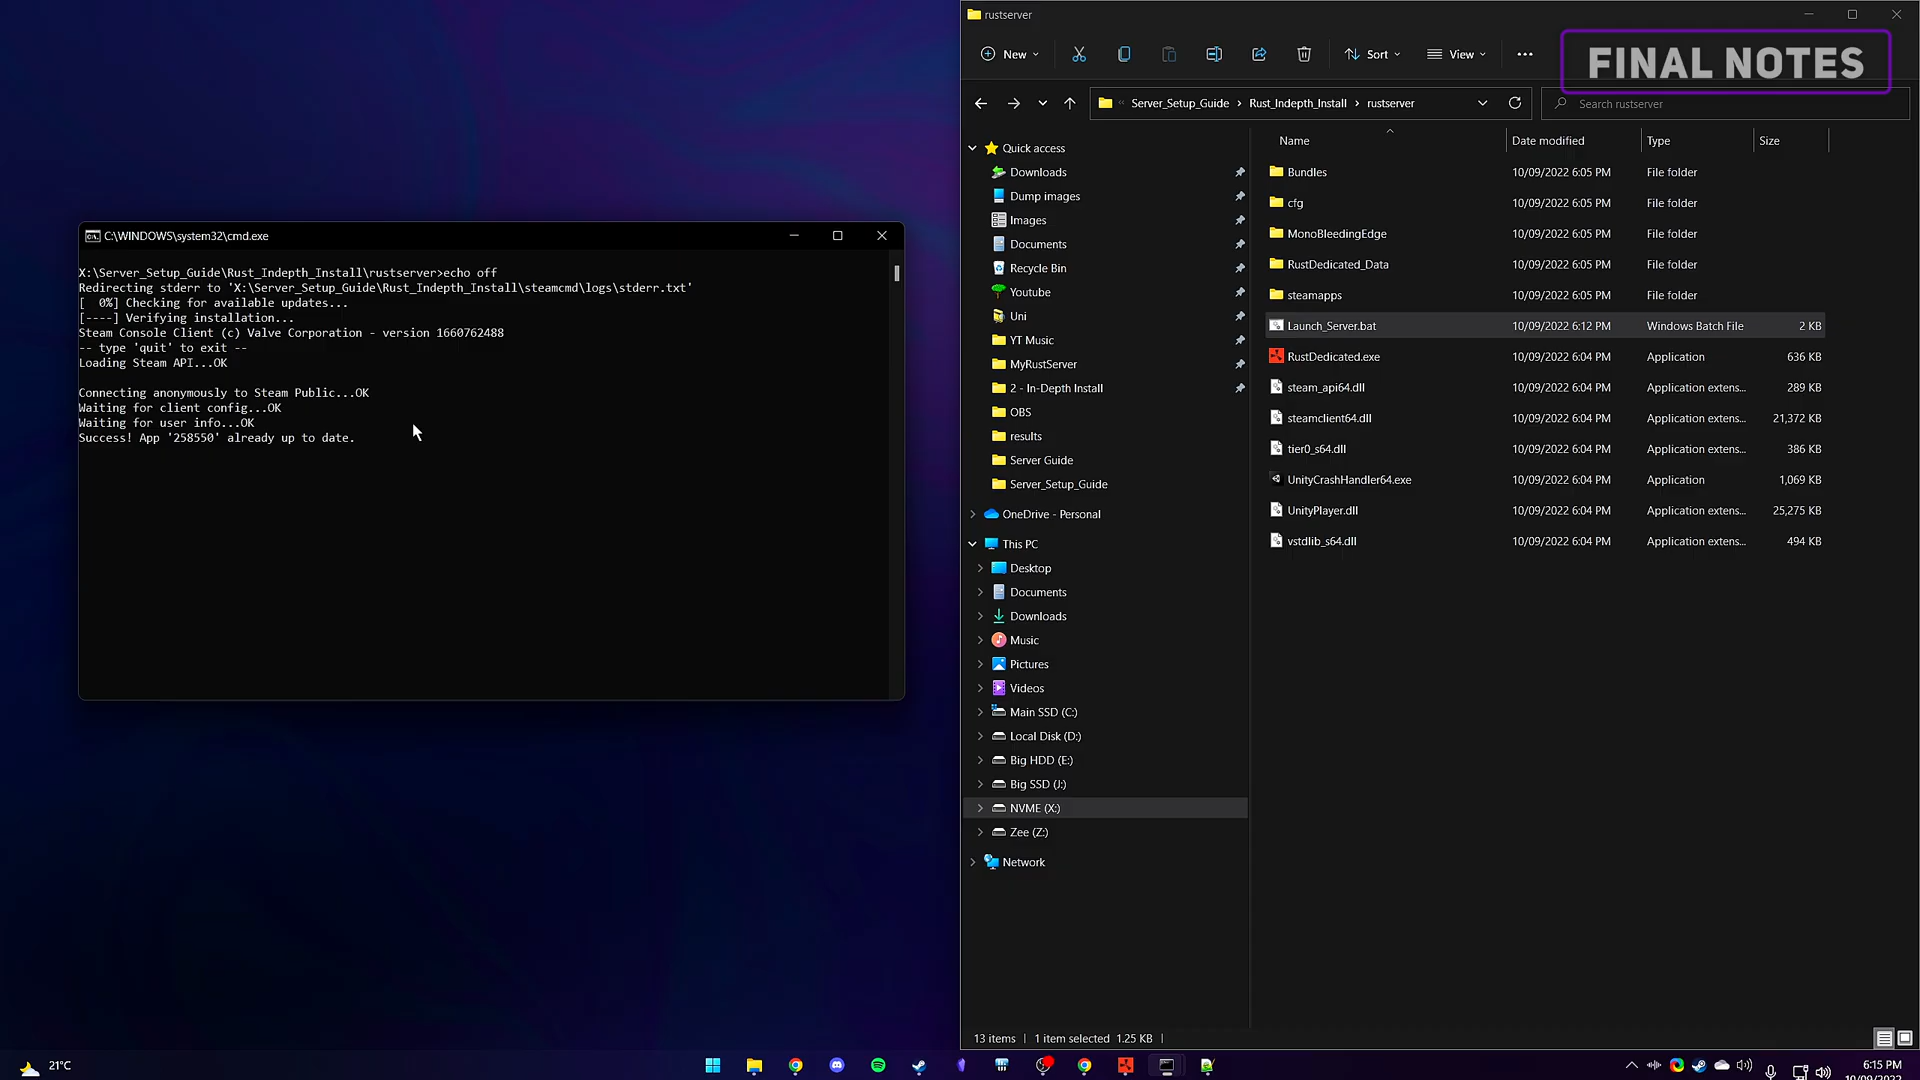 C:\WINDOWS\system32\cmd.exe
X:\Server_Setup_Guide\Rust_Indepth_Install\rustserver>echo off
Redirecting stderr to 'X:\Server_Setup_Guide\Rust_Indepth_Install\steamcmd\logs\stderr.txt'
[  0%] Checking for available updates...
[----] Verifying installation...
Steam Console Client (c) Valve Corporation - version 1660762488
-- type 'quit' to exit --
Loading Steam API...OK
Connecting anonymously to Steam Public...OK
Waiting for client config...OK
Waiting for user info...OK
Success! App '258550' already up to date.
rustserver
New
Sort
View
FINAL NOTES
Server_Setup_Guide > Rust_Indepth_Install > rustserver
Search rustserver
Quick access
Downloads
Dump images
Images
Documents
Recycle Bin
Youtube
Uni
YT Music
MyRustServer
2 - In-Depth Install
OBS
results
Server Guide
Server_Setup_Guide
OneDrive - Personal
This PC
Desktop
Documents
Downloads
Music
Pictures
Videos
Main SSD (C:)
Local Disk (D:)
Big HDD (E:)
Big SSD (J:)
NVME (X:)
Zee (Z:)
Network
Name Date modified Type Size
Bundles 10/09/2022 6:05 PM File folder
cfg 10/09/2022 6:05 PM File folder
MonoBleedingEdge 10/09/2022 6:05 PM File folder
RustDedicated_Data 10/09/2022 6:05 PM File folder
steamapps 10/09/2022 6:05 PM File folder
Launch_Server.bat 10/09/2022 6:12 PM Windows Batch File 2 KB
RustDedicated.exe 10/09/2022 6:04 PM Application 636 KB
steam_api64.dll 10/09/2022 6:04 PM Application extens... 289 KB
steamclient64.dll 10/09/2022 6:04 PM Application extens... 21,372 KB
tier0_s64.dll 10/09/2022 6:04 PM Application extens... 386 KB
UnityCrashHandler64.exe 10/09/2022 6:04 PM Application 1,069 KB
UnityPlayer.dll 10/09/2022 6:04 PM Application extens... 25,275 KB
vstdlib_s64.dll 10/09/2022 6:04 PM Application extens... 494 KB
13 items 1 item selected 1.25 KB
21°C
6:15 PM
10/09/2022